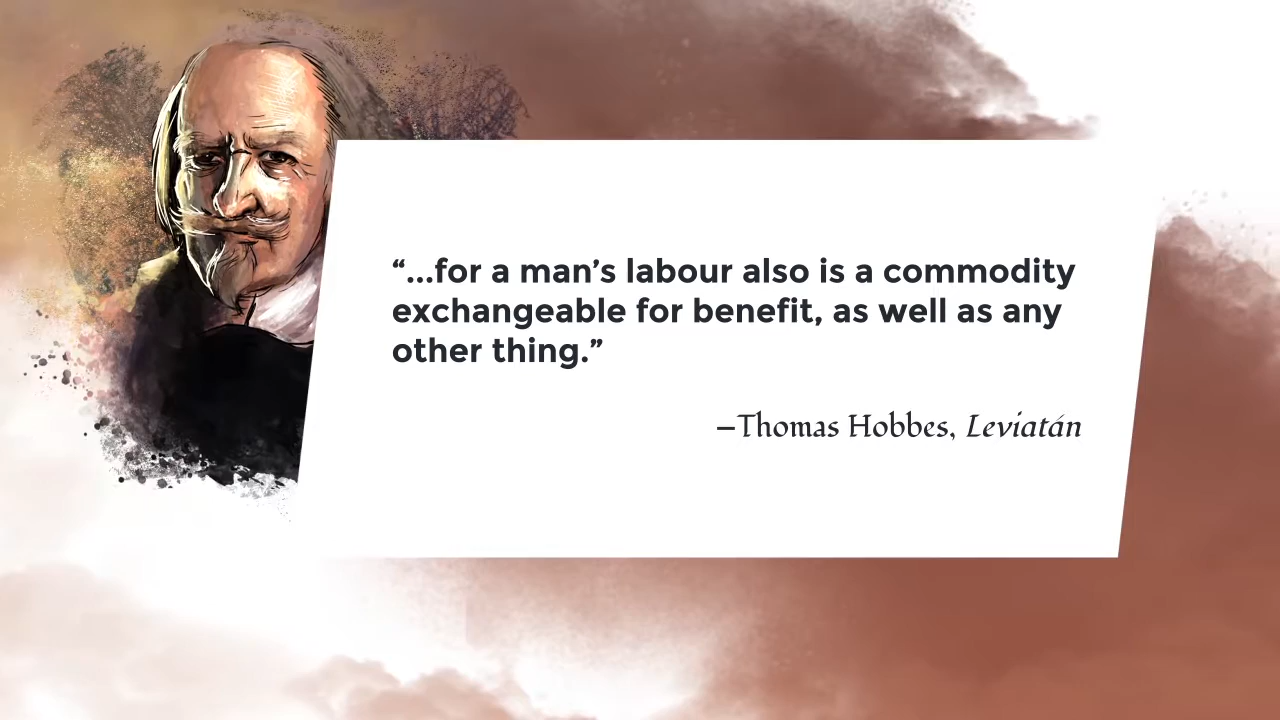 “...for a man’s labour also is a commodity
exchangeable for benefit, as well as any
other thing.”
–Thomas Hobbes, Leviatán